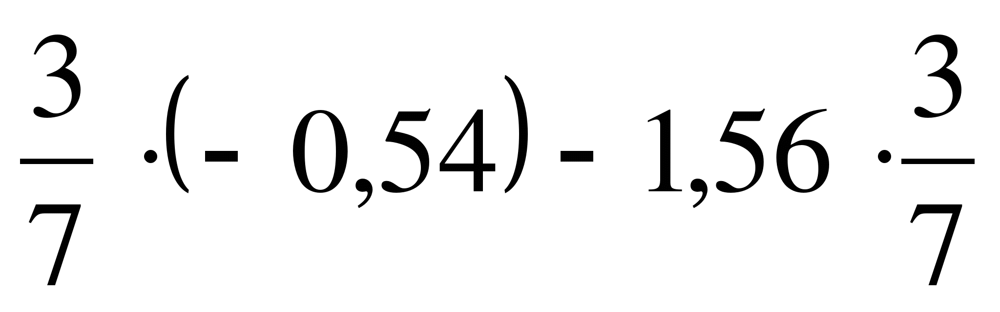 3/7 · (- 0,54) - 1,56 · 3/7